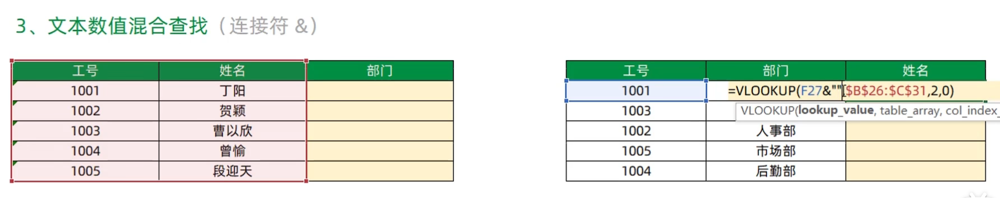 3、文本数值混合查找（连接符 &）
工号 姓名 部门
1001 丁阳
1002 贺颖
1003 曹以欣
1004 曾愉
1005 段迎天
工号 部门 姓名
1001 =VLOOKUP(F27&"",$B$26:$C$31,2,0)
1003 VLOOKUP(lookup_value, table_array, col_index_
1002 人事部
1005 市场部
1004 后勤部